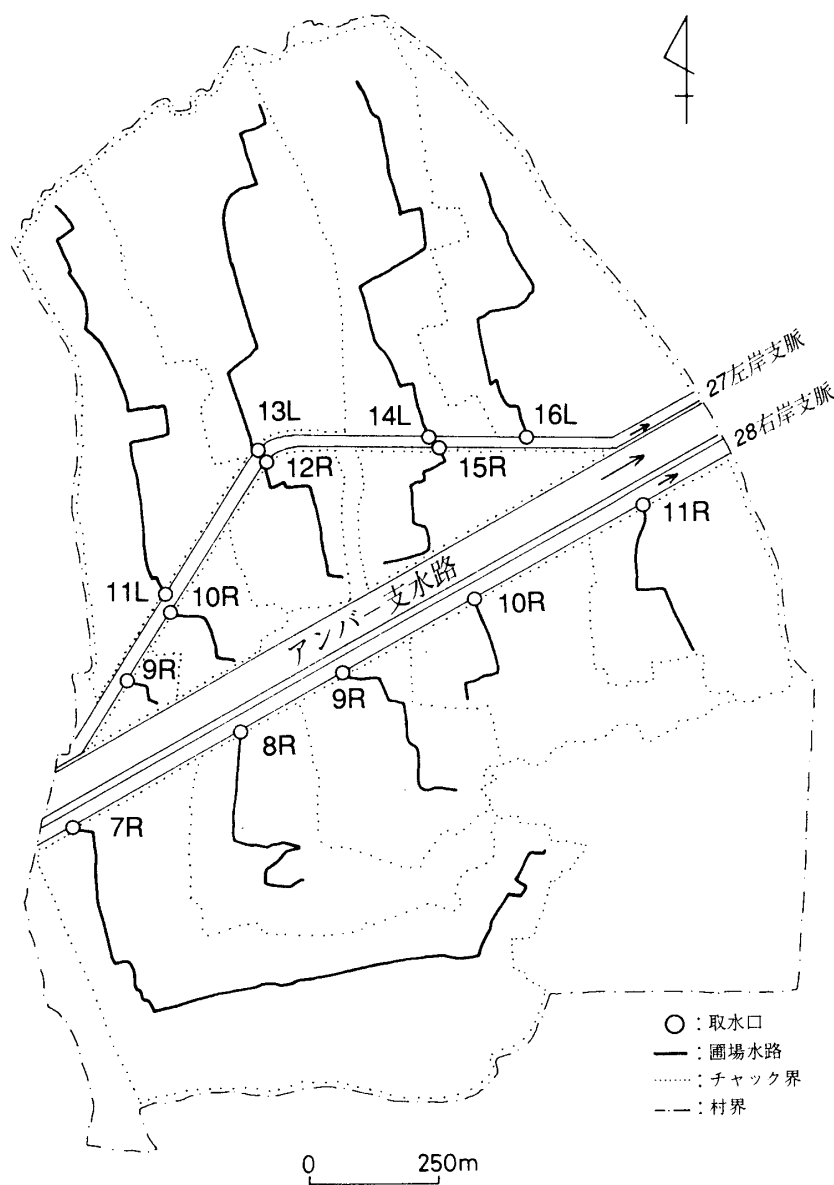 27左岸支脈
28右岸支脈
13L
14L
16L
12R
15R
11R
11L
10R
アンバー支水路
10R
9R
9R
8R
7R
○：取水口
：圃場水路
：チャック界
：村界
0 250m